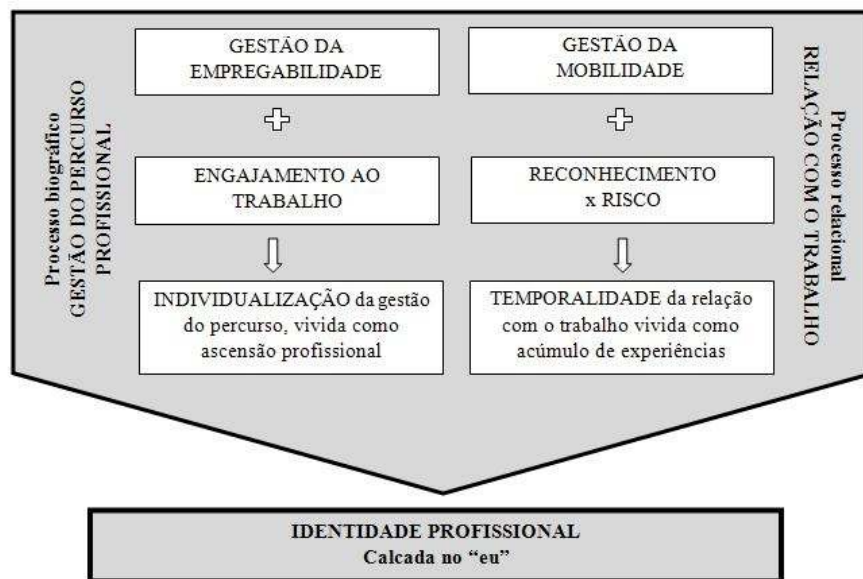 Processo biográfico
GESTÃO DO PERCURSO
PROFISSIONAL
GESTÃO DA
EMPREGABILIDADE
ENGAJAMENTO AO
TRABALHO
INDIVIDUALIZAÇÃO da gestão
do percurso, vivida como
ascensão profissional
GESTÃO DA
MOBILIDADE
RECONHECIMENTO
x RISCO
TEMPORALIDADE da relação
com o trabalho vivida como
acúmulo de experiências
Processo relacional
RELAÇÃO COM O TRABALHO
IDENTIDADE PROFISSIONAL
Calcada no “eu”